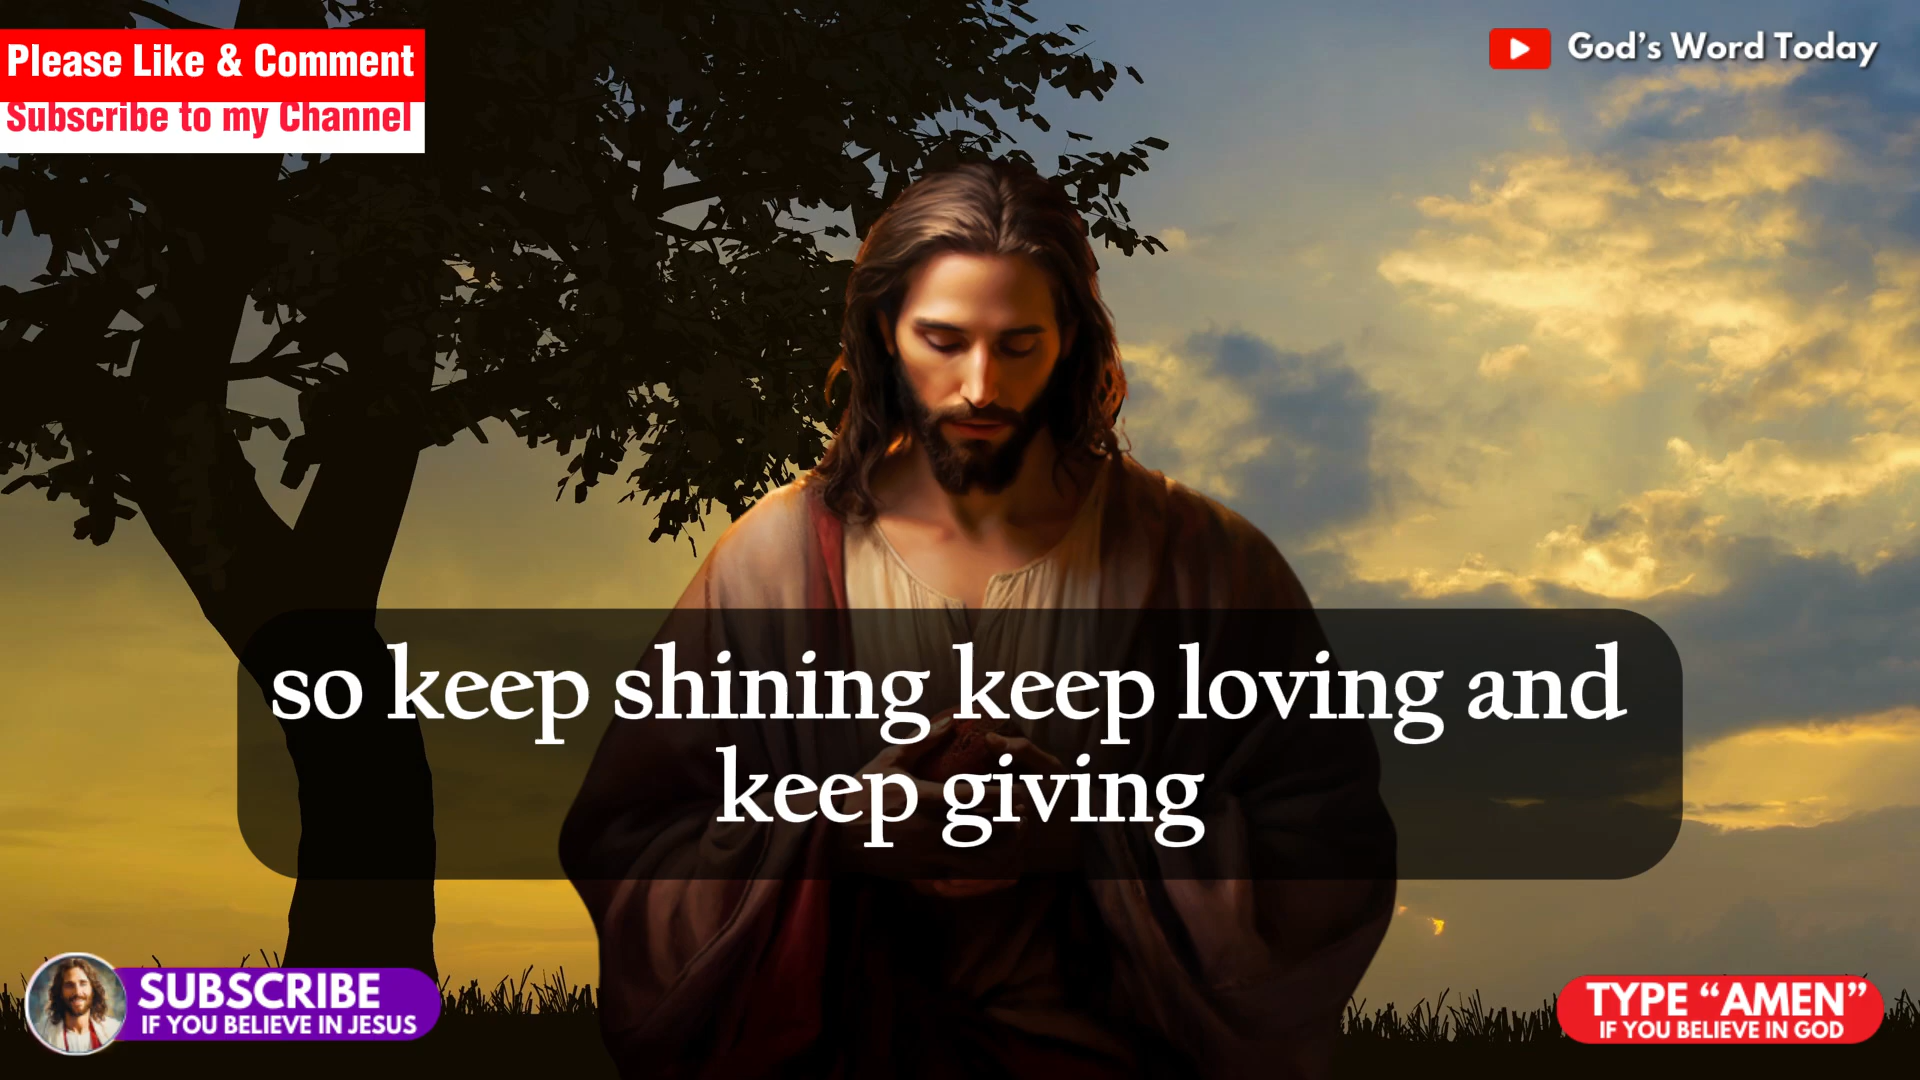 Please Like & Comment
Subscribe to my Channel
God’s Word Today
so keep shining keep loving and
keep giving
SUBSCRIBE
IF YOU BELIEVE IN JESUS
TYPE “AMEN”
IF YOU BELIEVE IN GOD